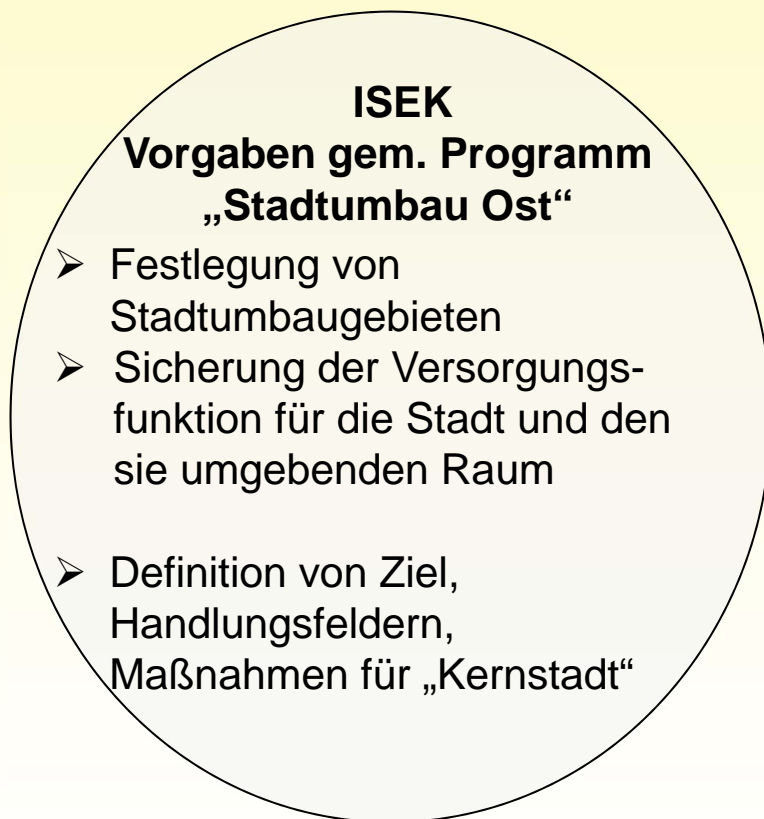 ISEK
Vorgaben gem. Programm
„Stadtumbau Ost“
➢ Festlegung von
Stadtumbaugebieten
➢ Sicherung der Versorgungs-
funktion für die Stadt und den
sie umgebenden Raum
➢ Definition von Ziel,
Handlungsfeldern,
Maßnahmen für „Kernstadt“